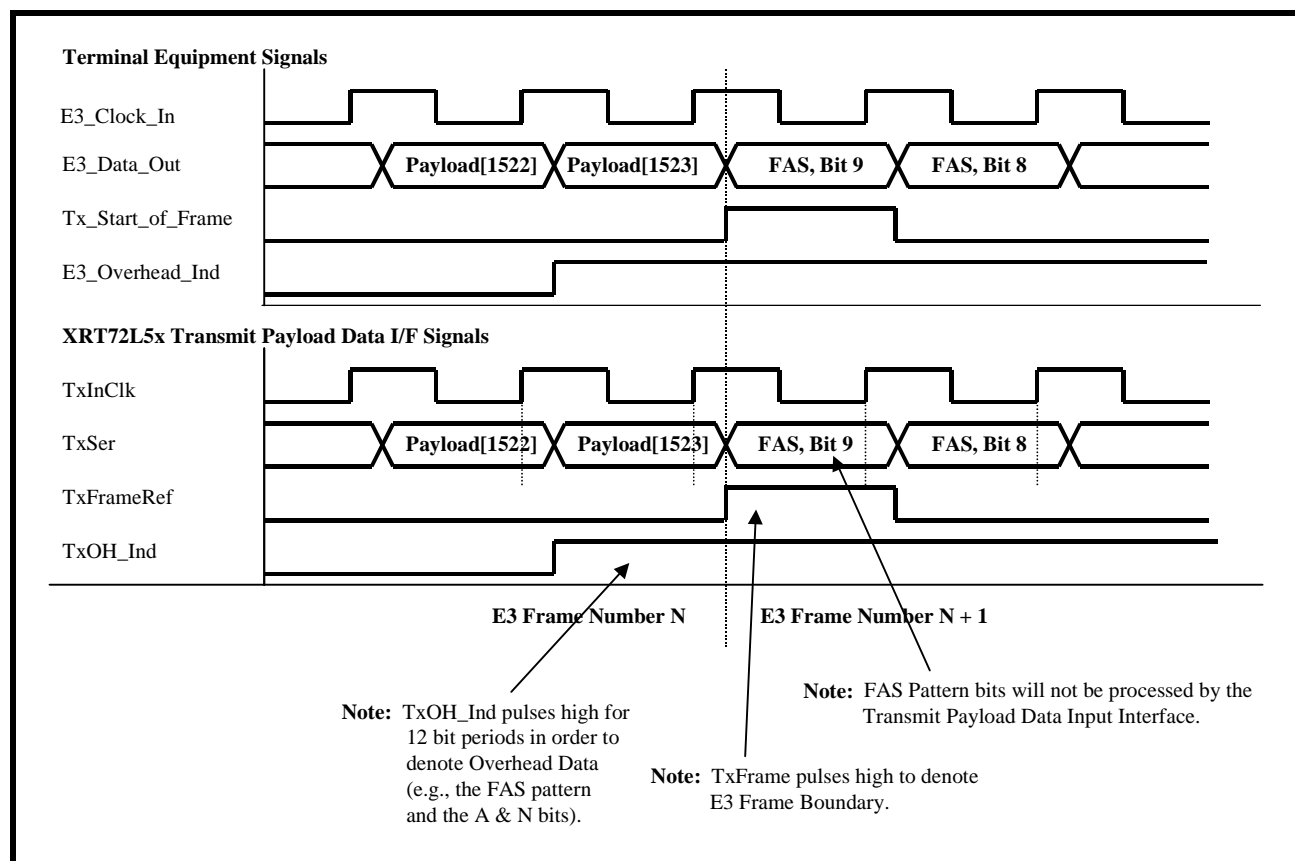 Terminal Equipment Signals
E3_Clock_In
E3_Data_Out
Payload[1522] Payload[1523] FAS, Bit 9 FAS, Bit 8
Tx_Start_of_Frame
E3_Overhead_Ind
XRT72L5x Transmit Payload Data I/F Signals
TxInClk
TxSer
Payload[1522] Payload[1523] FAS, Bit 9 FAS, Bit 8
TxFrameRef
TxOH_Ind
E3 Frame Number N E3 Frame Number N + 1
Note: FAS Pattern bits will not be processed by the
Transmit Payload Data Input Interface.
Note: TxOH_Ind pulses high for
12 bit periods in order to
denote Overhead Data
(e.g., the FAS pattern
and the A & N bits).
Note: TxFrame pulses high to denote
E3 Frame Boundary.